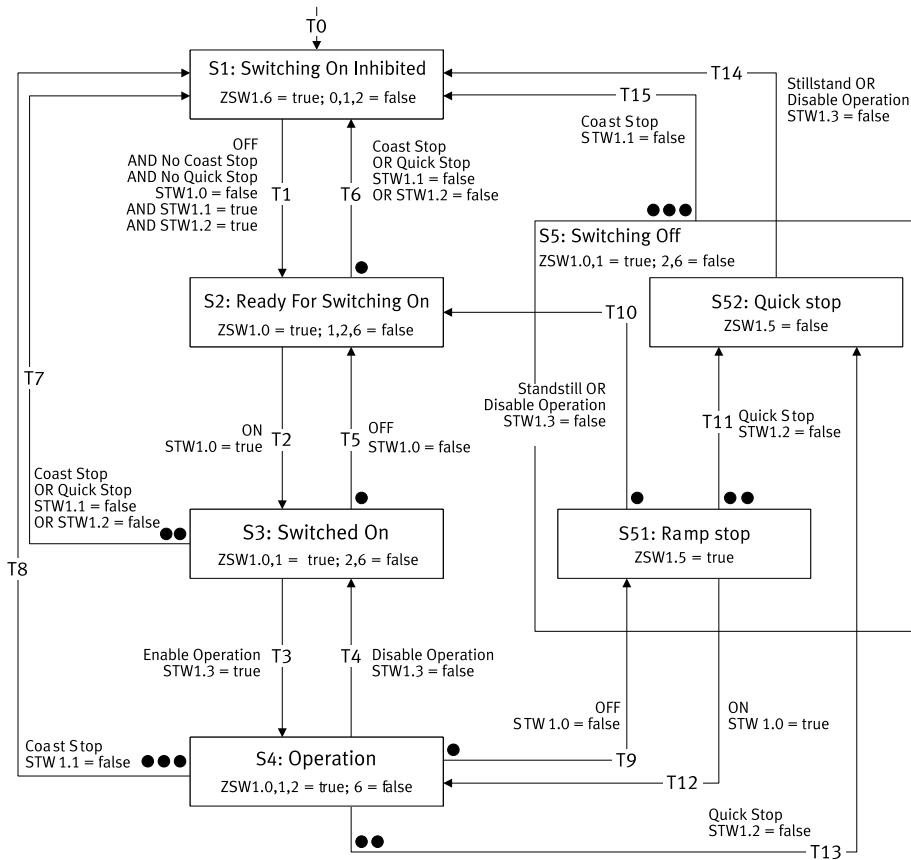 T0
S1: Switching On Inhibited
ZSW1.6 = true; 0,1,2 = false
T14
Stillstand OR
Disable Operation
STW1.3 = false
T15
Coast Stop
STW1.1 = false
OFF
AND No Coast Stop
AND No Quick Stop
STW1.0 = false
AND STW1.1 = true
AND STW1.2 = true
T1
T6
Coast Stop
OR Quick Stop
STW1.1 = false
OR STW1.2 = false
S5: Switching Off
ZSW1.0,1 = true; 2,6 = false
S2: Ready For Switching On
ZSW1.0 = true; 1,2,6 = false
T10
S52: Quick stop
ZSW1.5 = false
T7
Standstill OR
Disable Operation
STW1.3 = false
T11
Quick Stop
STW1.2 = false
ON
STW1.0 = true
T2
T5
OFF
STW1.0 = false
Coast Stop
OR Quick Stop
STW1.1 = false
OR STW1.2 = false
S3: Switched On
ZSW1.0,1 = true; 2,6 = false
S51: Ramp stop
ZSW1.5 = true
T8
Enable Operation
STW1.3 = true
T3
T4
Disable Operation
STW1.3 = false
OFF
STW 1.0 = false
ON
STW 1.0 = true
Coast Stop
STW 1.1 = false
S4: Operation
ZSW1.0,1,2 = true; 6 = false
T9
T12
Quick Stop
STW1.2 = false
T13